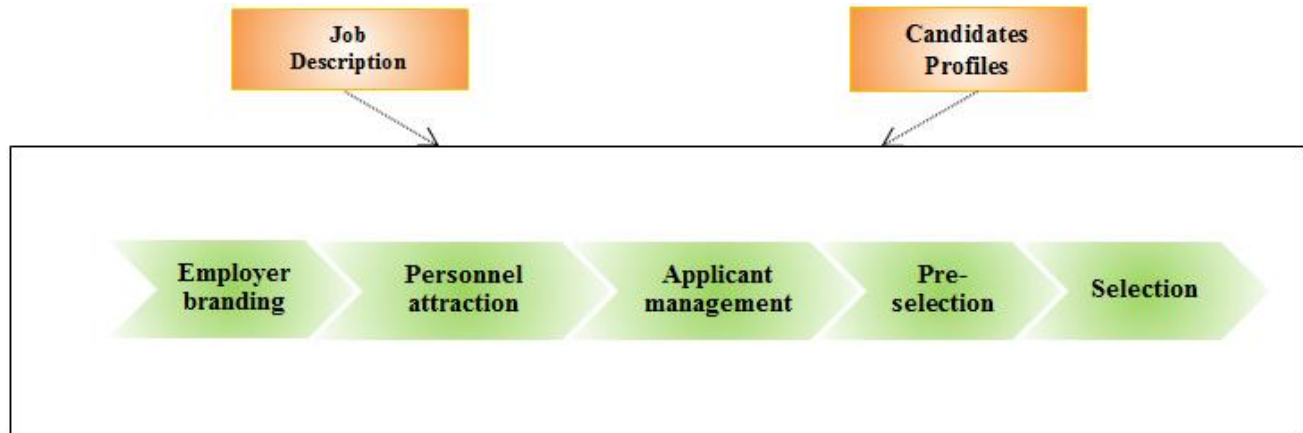 Job
Description
Candidates
Profiles
Employer
branding
Personnel
attraction
Applicant
management
Pre-
selection
Selection